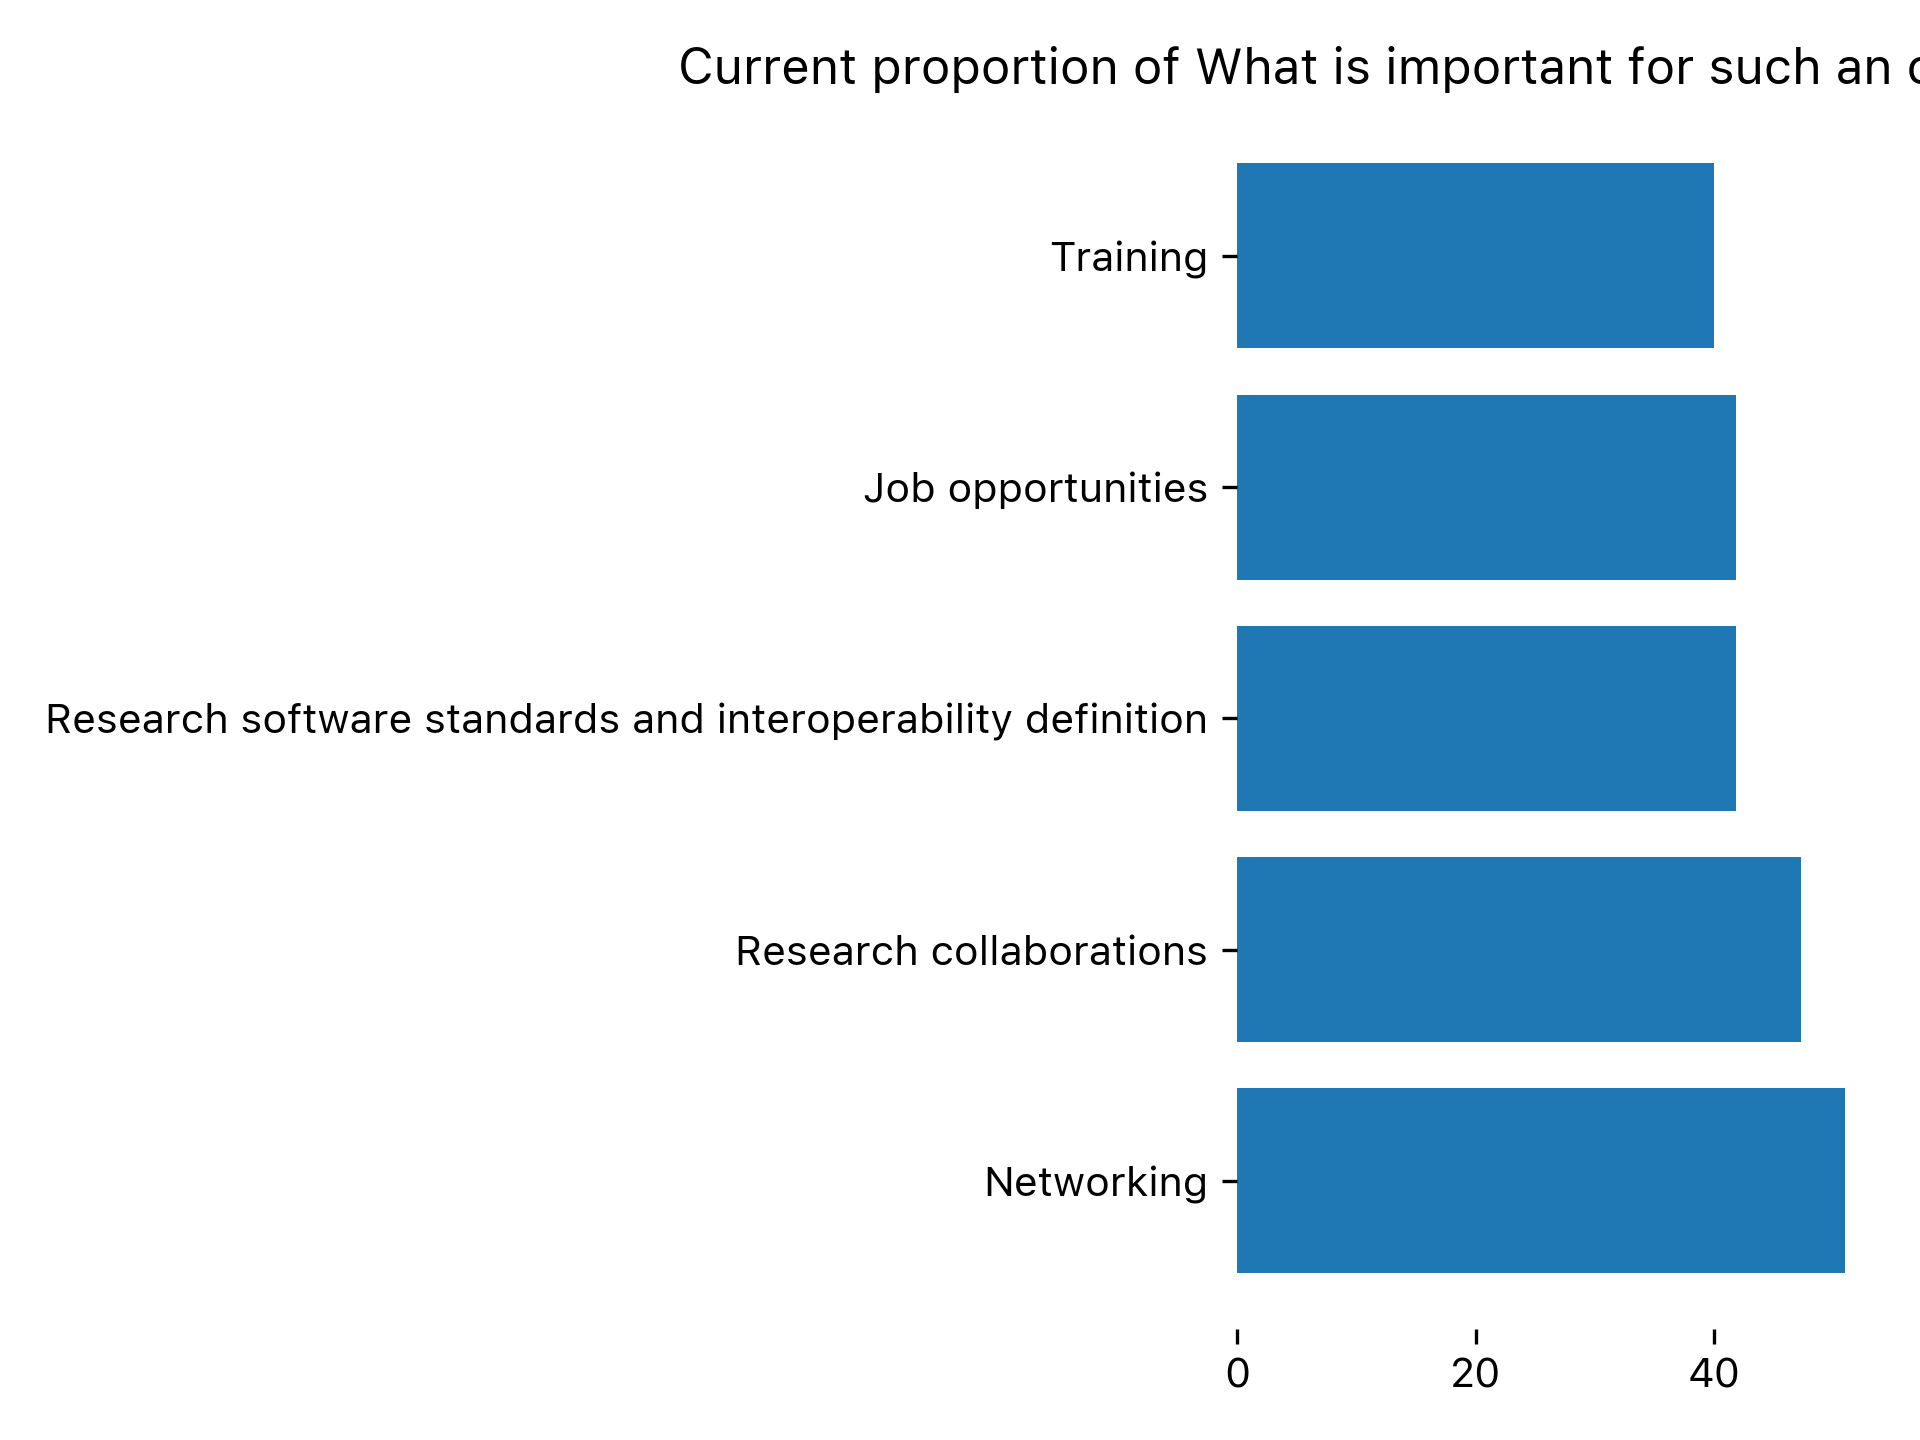 Current proportion of What is important for such an
Training
Job opportunities
Research software standards and interoperability definition
Research collaborations
Networking
0 20 40